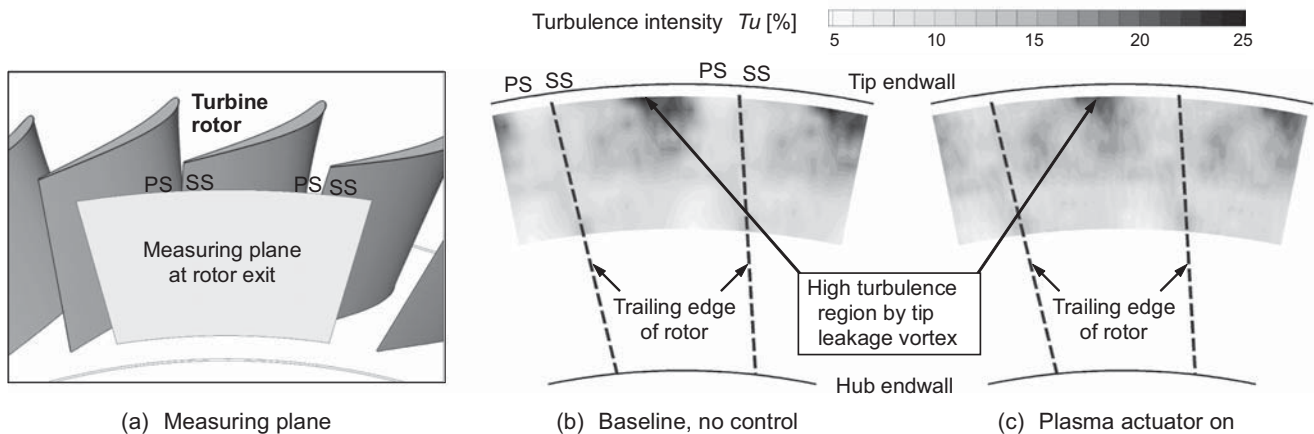 Turbulence intensity Tu [%]
5 10 15 20 25
Turbine
rotor
PS SS PS SS
Measuring plane
at rotor exit
(a) Measuring plane
PS SS PS SS
Tip endwall
Trailing edge
of rotor
High turbulence
region by tip
leakage vortex
Trailing edge
of rotor
Hub endwall
(b) Baseline, no control
(c) Plasma actuator on